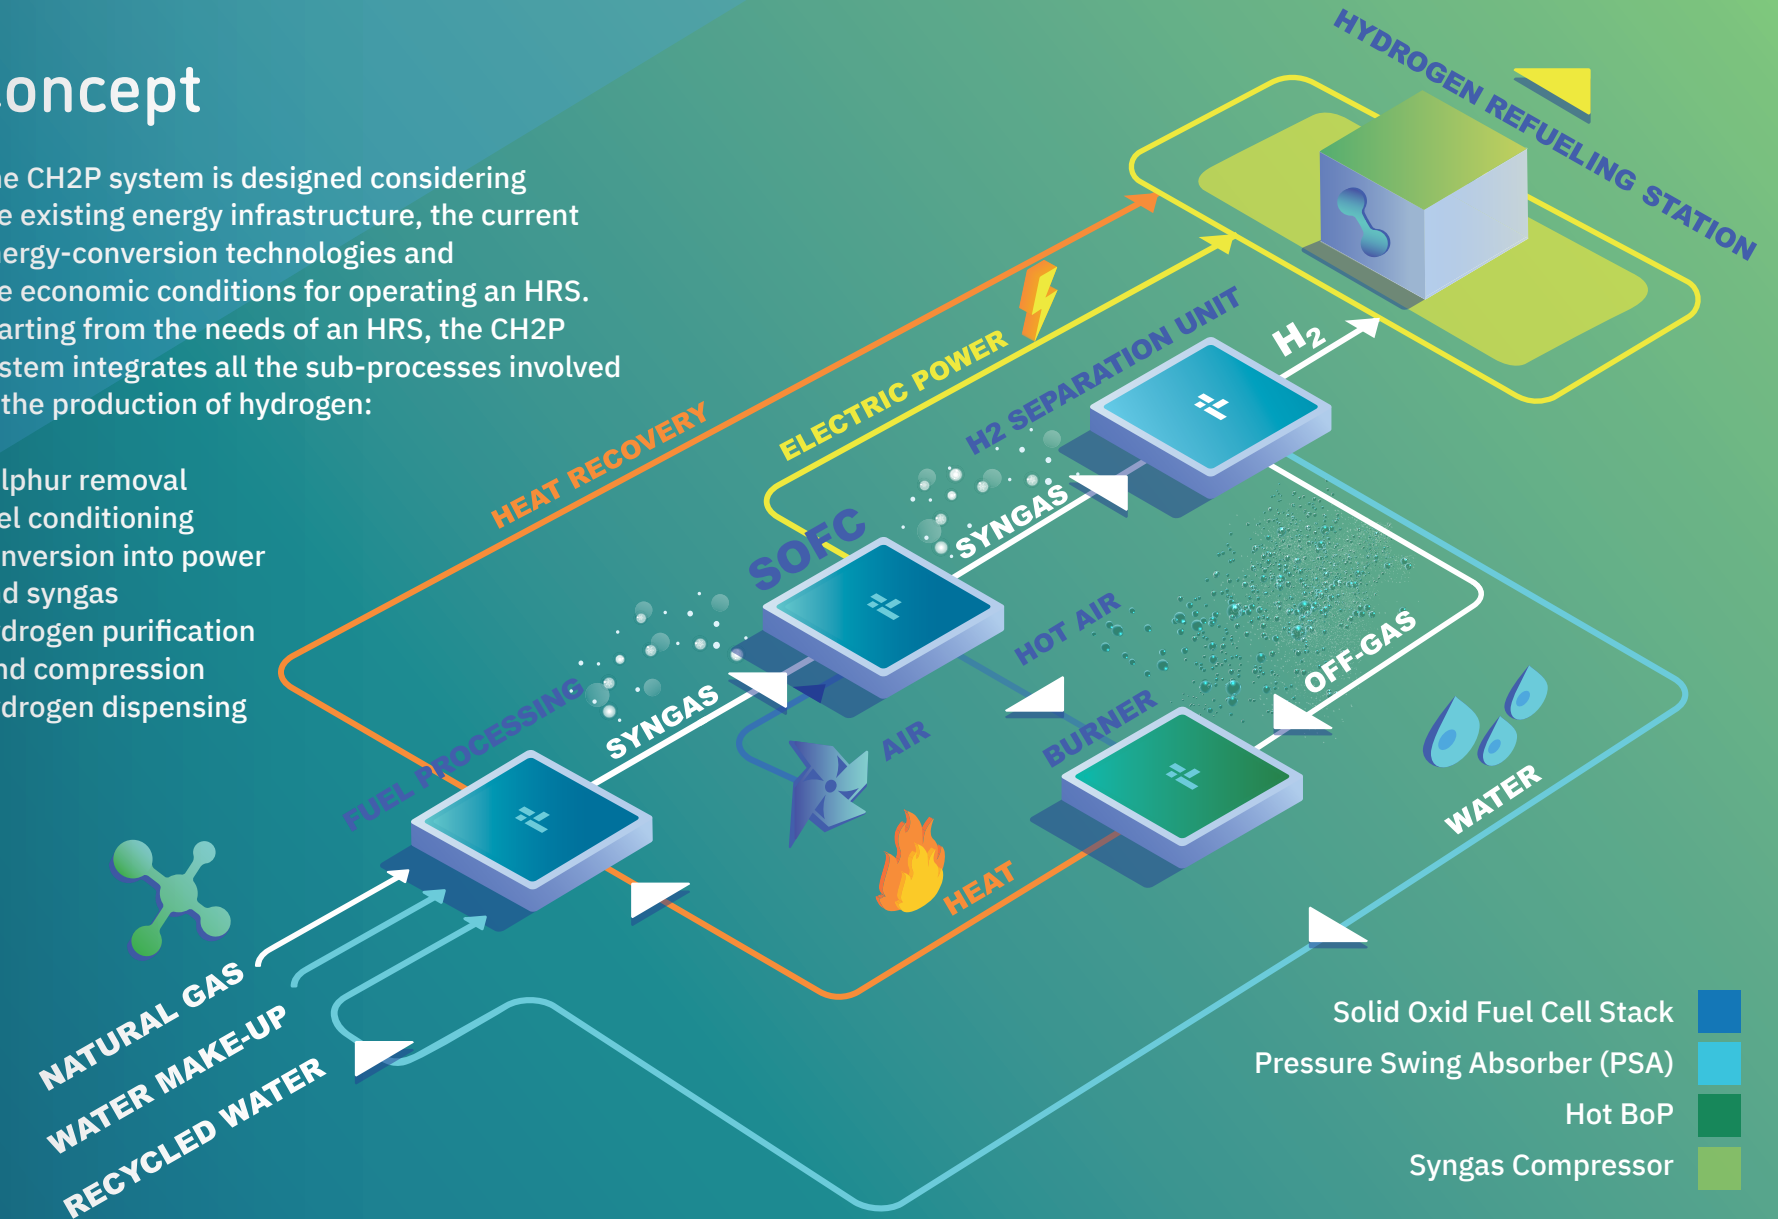 oncept
e CH2P system is designed considering
e existing energy infrastructure, the current
ergy-conversion technologies and
e economic conditions for operating an HRS.
arting from the needs of an HRS, the CH2P
stem integrates all the sub-processes involved
the production of hydrogen:
lphur removal
el conditioning
nversion into power
d syngas
drogen purification
nd compression
drogen dispensing
HYDROGEN REFUELING STATION
HEAT RECOVERY
ELECTRIC POWER
H2 SEPARATION UNIT
H2
SOFC
SYNGAS
HOT AIR
OFF-GAS
FUEL PROCESSING
SYNGAS
AIR
BURNER
HEAT
WATER
NATURAL GAS
WATER MAKE-UP
RECYCLED WATER
Solid Oxid Fuel Cell Stack
Pressure Swing Absorber (PSA)
Hot BoP
Syngas Compressor